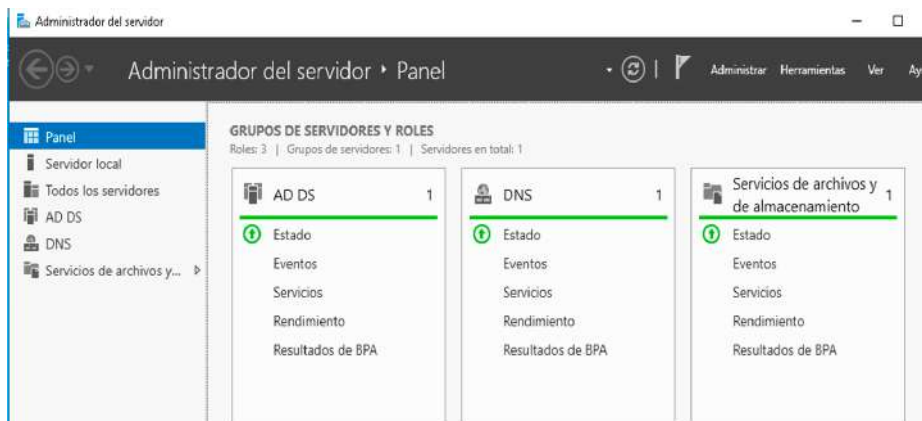 Administrador del servidor
Administrador del servidor ‣ Panel
Administrar Herramientas Ver Ay
Panel
Servidor local
Todos los servidores
AD DS
DNS
Servicios de archivos y...
GRUPOS DE SERVIDORES Y ROLES
Roles: 3 | Grupos de servidores: 1 | Servidores en total: 1
AD DS 1
Estado
Eventos
Servicios
Rendimiento
Resultados de BPA
DNS 1
Estado
Eventos
Servicios
Rendimiento
Resultados de BPA
Servicios de archivos y
de almacenamiento 1
Estado
Eventos
Servicios
Rendimiento
Resultados de BPA